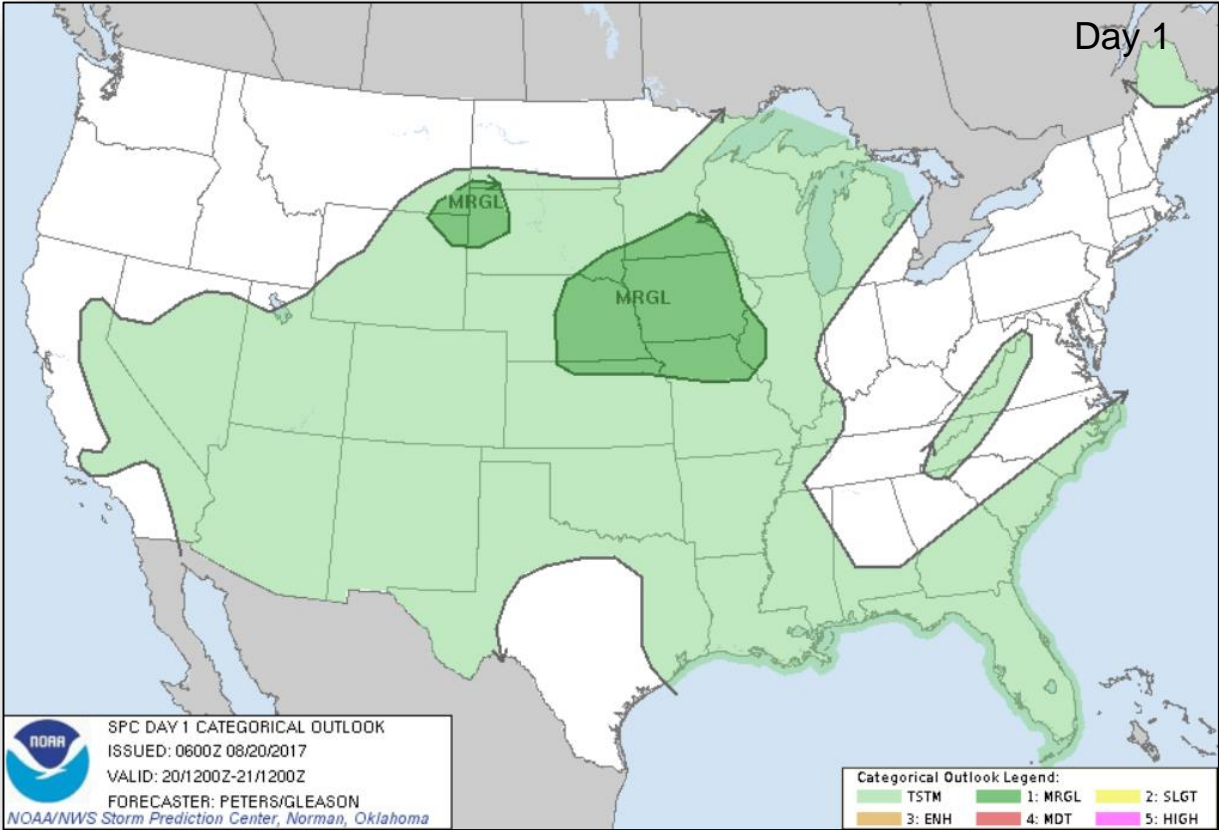 Day 1
MRGL
MRGL
NOAA
SPC DAY 1 CATEGORICAL OUTLOOK
ISSUED: 0600Z 08/20/2017
VALID: 20/1200Z-21/1200Z
FORECASTER: PETERS/GLEASON
NOAA/NWS Storm Prediction Center, Norman, Oklahoma
Categorical Outlook Legend:
TSTM 1: MRGL 2: SLGT
3: ENH 4: MDT 5: HIGH